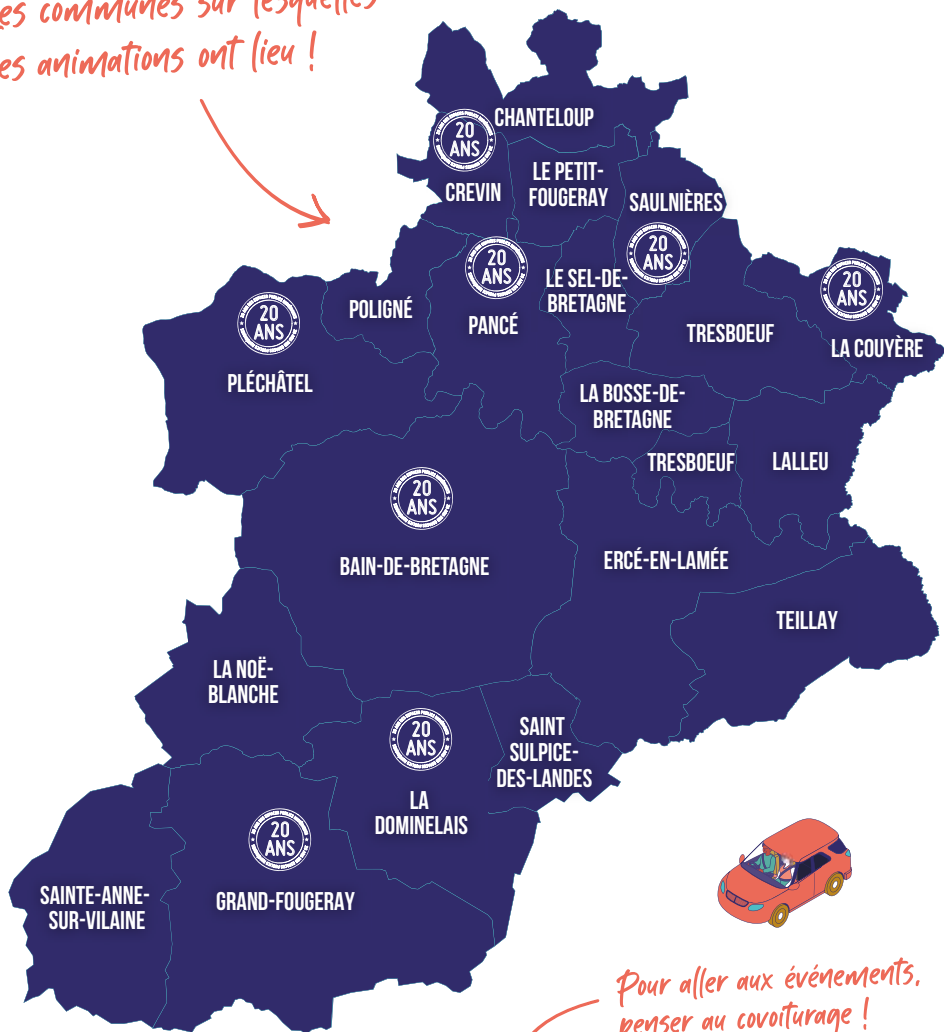 es communes sur lesquelles
es animations ont lieu !
CHANTELOUP
20
ANS
CREVIN
LE PETIT-
FOUGERAY
SAULNIÈRES
20
ANS
20
ANS
LE SEL-DE-
BRETAGNE
20
ANS
20
ANS
POLIGNÉ
PANCÉ
TRESBOEUF
LA COUYÈRE
PLÉCHÂTEL
LA BOSSE-DE-
BRETAGNE
TRESBOEUF
LALLEU
20
ANS
BAIN-DE-BRETAGNE
ERCÉ-EN-LAMÉE
TEILLAY
LA NOË-
BLANCHE
20
ANS
SAINT
SULPICE-
DES-LANDES
LA
DOMINELAIS
20
ANS
SAINTE-ANNE-
SUR-VILAINE
GRAND-FOUGERAY
Pour aller aux événements,
penser au covoiturage !